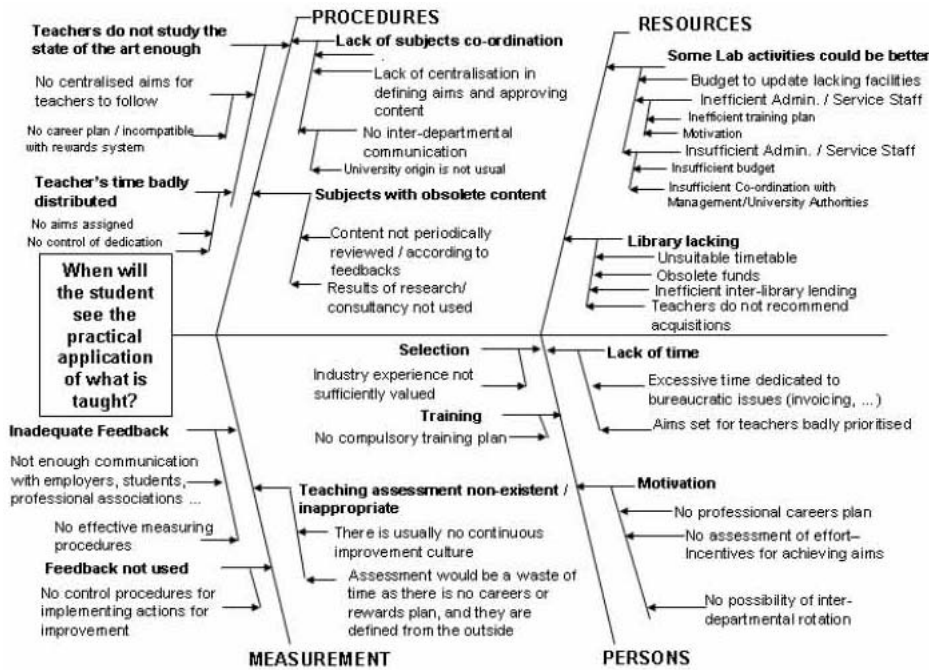 PROCEDURES
Teachers do not study the
state of the art enough
No centralised aims for
teachers to follow
No career plan / incompatible
with rewards system
Teacher's time badly
distributed
No aims assigned
No control of dedication
Lack of subjects co-ordination
.
Lack of centralisation in
defining aims and approving
content
No inter-departmental
communication
University origin is not usual
Subjects with obsolete content
Content not periodically
reviewed / according to
feedbacks
Results of research/
consultancy not used
RESOURCES
Some Lab activities could be better
Budget to update lacking facilities
Inefficient Admin. / Service Staff
Inefficient training plan
Motivation
Insufficient Admin. / Service Staff
Insufficient budget
Insufficient Co-ordination with
Management/University Authorities
Library lacking
Unsuitable timetable
Obsolete funds
Inefficient inter-library lending
Teachers do not recommend
acquisitions
When will
the student
see the
practical
application
of what is
taught?
Inadequate Feedback
Not enough communication
with employers, students,
professional associations ...
No effective measuring
procedures
Feedback not used
No control procedures for
implementing actions for
improvement
Teaching assessment non-existent /
inappropriate
There is usually no continuous
improvement culture
Assessment would be a waste of
time as there is no careers or
rewards plan, and they are
defined from the outside
MEASUREMENT
Selection
Industry experience not
sufficiently valued
Training
No compulsory training plan
Lack of time
Excessive time dedicated to
bureaucratic issues (invoicing, ...)
Aims set for teachers badly prioritised
Motivation
No professional careers plan
No assessment of effort–
Incentives for achieving aims
No possibility of inter-
departmental rotation
PERSONS